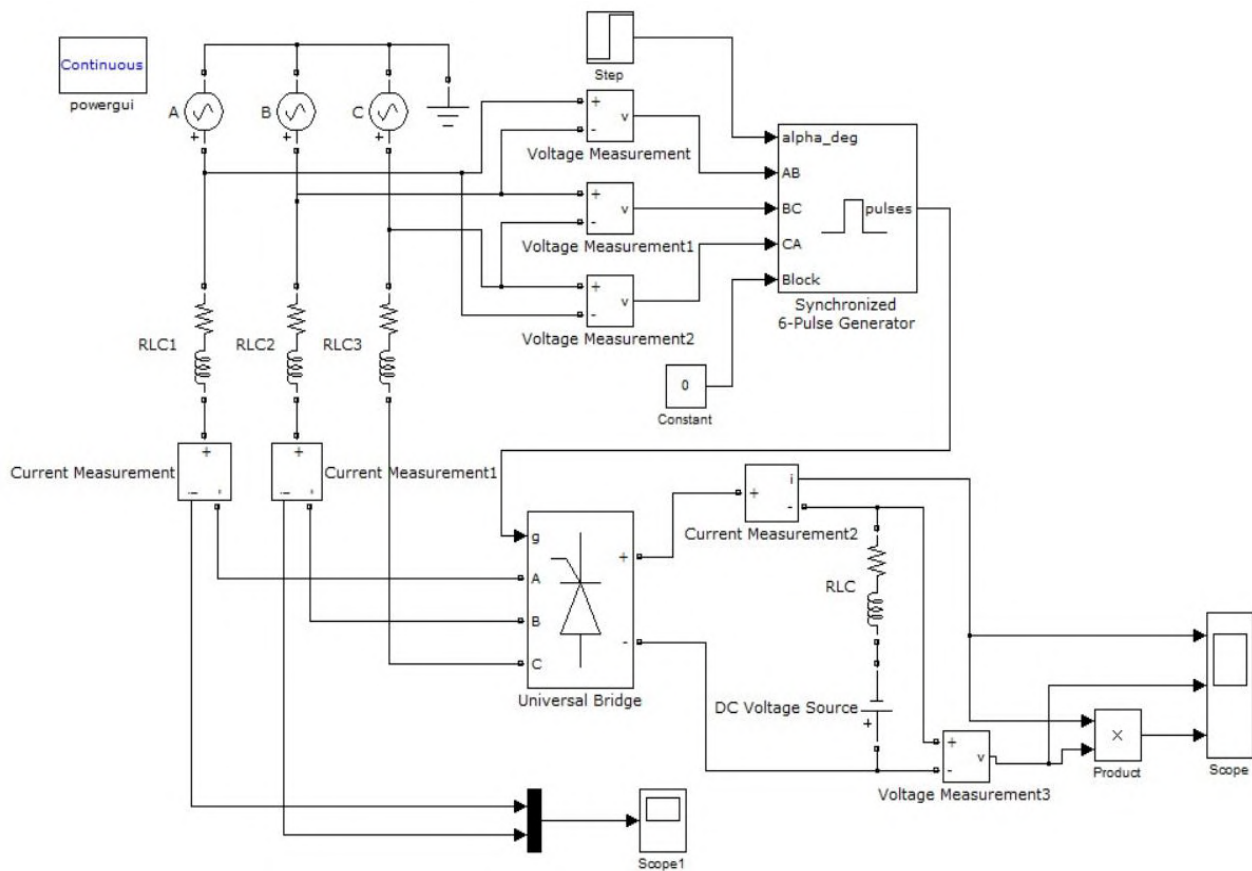 Continuous
powergui
A
B
C
Step
+
-
v
Voltage Measurement
+
-
v
Voltage Measurement1
+
-
v
Voltage Measurement2
alpha_deg
AB
BC
CA
Block
pulses
Synchronized
6-Pulse Generator
0
Constant
RLC1
RLC2
RLC3
Current Measurement
Current Measurement1
+
i
-
Current Measurement2
g
A
B
C
+
-
Universal Bridge
RLC
DC Voltage Source
+
+
-
v
Voltage Measurement3
×
Product
Scope
Scope1